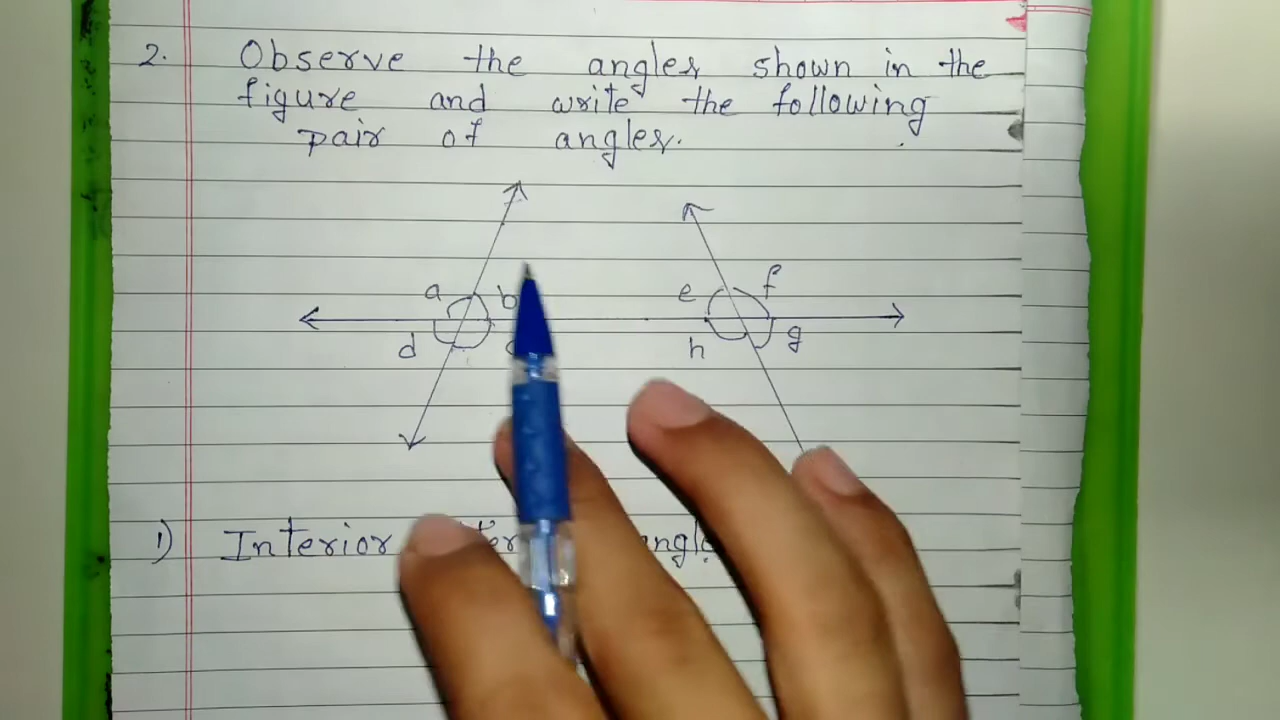 2. Observe the angles shown in the
figure and write the following
pair of angles.
a b
e f
d
h g
1) Interior